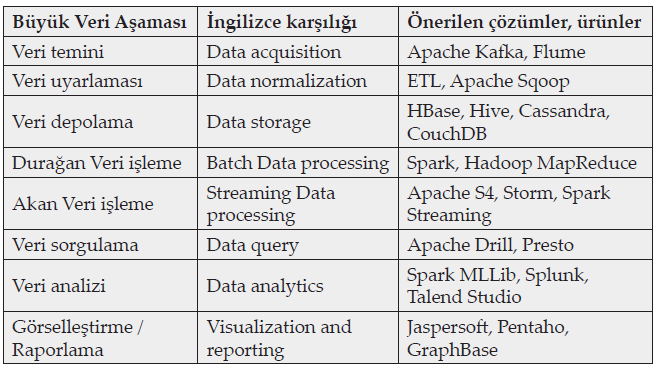 Büyük Veri Aşaması İngilizce karşılığı Önerilen çözümler, ürünler
Veri temini Data acquisition Apache Kafka, Flume
Veri uyarlaması Data normalization ETL, Apache Sqoop
Veri depolama Data storage HBase, Hive, Cassandra,
CouchDB
Durağan Veri işleme Batch Data processing Spark, Hadoop MapReduce
Akan Veri işleme Streaming Data
processing Apache S4, Storm, Spark
Streaming
Veri sorgulama Data query Apache Drill, Presto
Veri analizi Data analytics Spark MLLib, Splunk,
Talend Studio
Görselleştirme /
Raporlama Visualization and
reporting Jaspersoft, Pentaho,
GraphBase